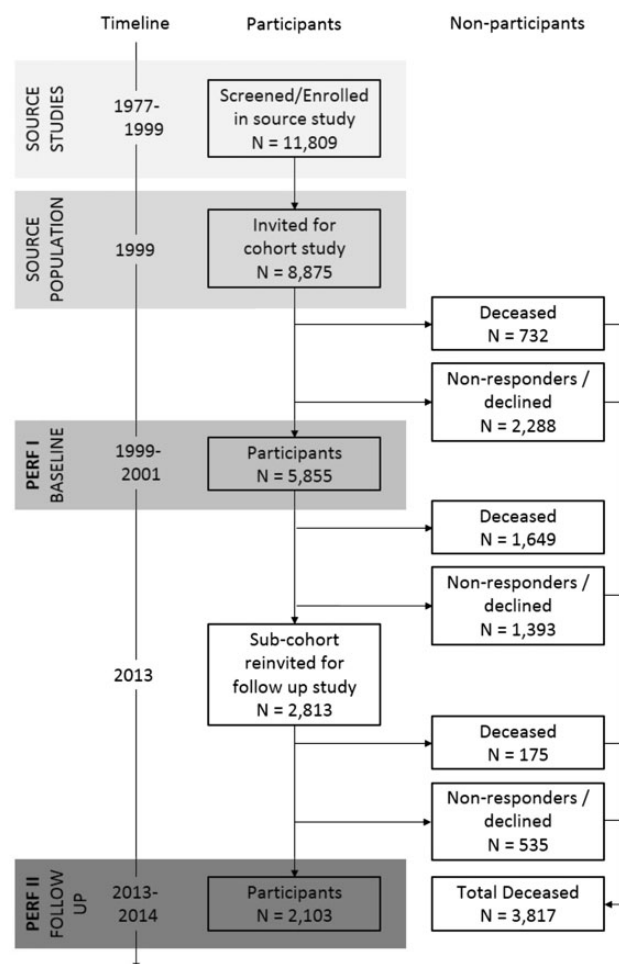 Timeline
Participants
Non-participants
SOURCE
STUDIES
1977-
1999
Screened/Enrolled
in source study
N = 11,809
SOURCE
POPULATION
1999
Invited for
cohort study
N = 8,875
Deceased
N = 732
Non-responders /
declined
N = 2,288
PERF I
BASELINE
1999-
2001
Participants
N = 5,855
Deceased
N = 1,649
Non-responders /
declined
N = 1,393
2013
Sub-cohort
reinvited for
follow up study
N = 2,813
Deceased
N = 175
Non-responders /
declined
N = 535
PERF II
FOLLOW
UP
2013-
2014
Participants
N = 2,103
Total Deceased
N = 3,817